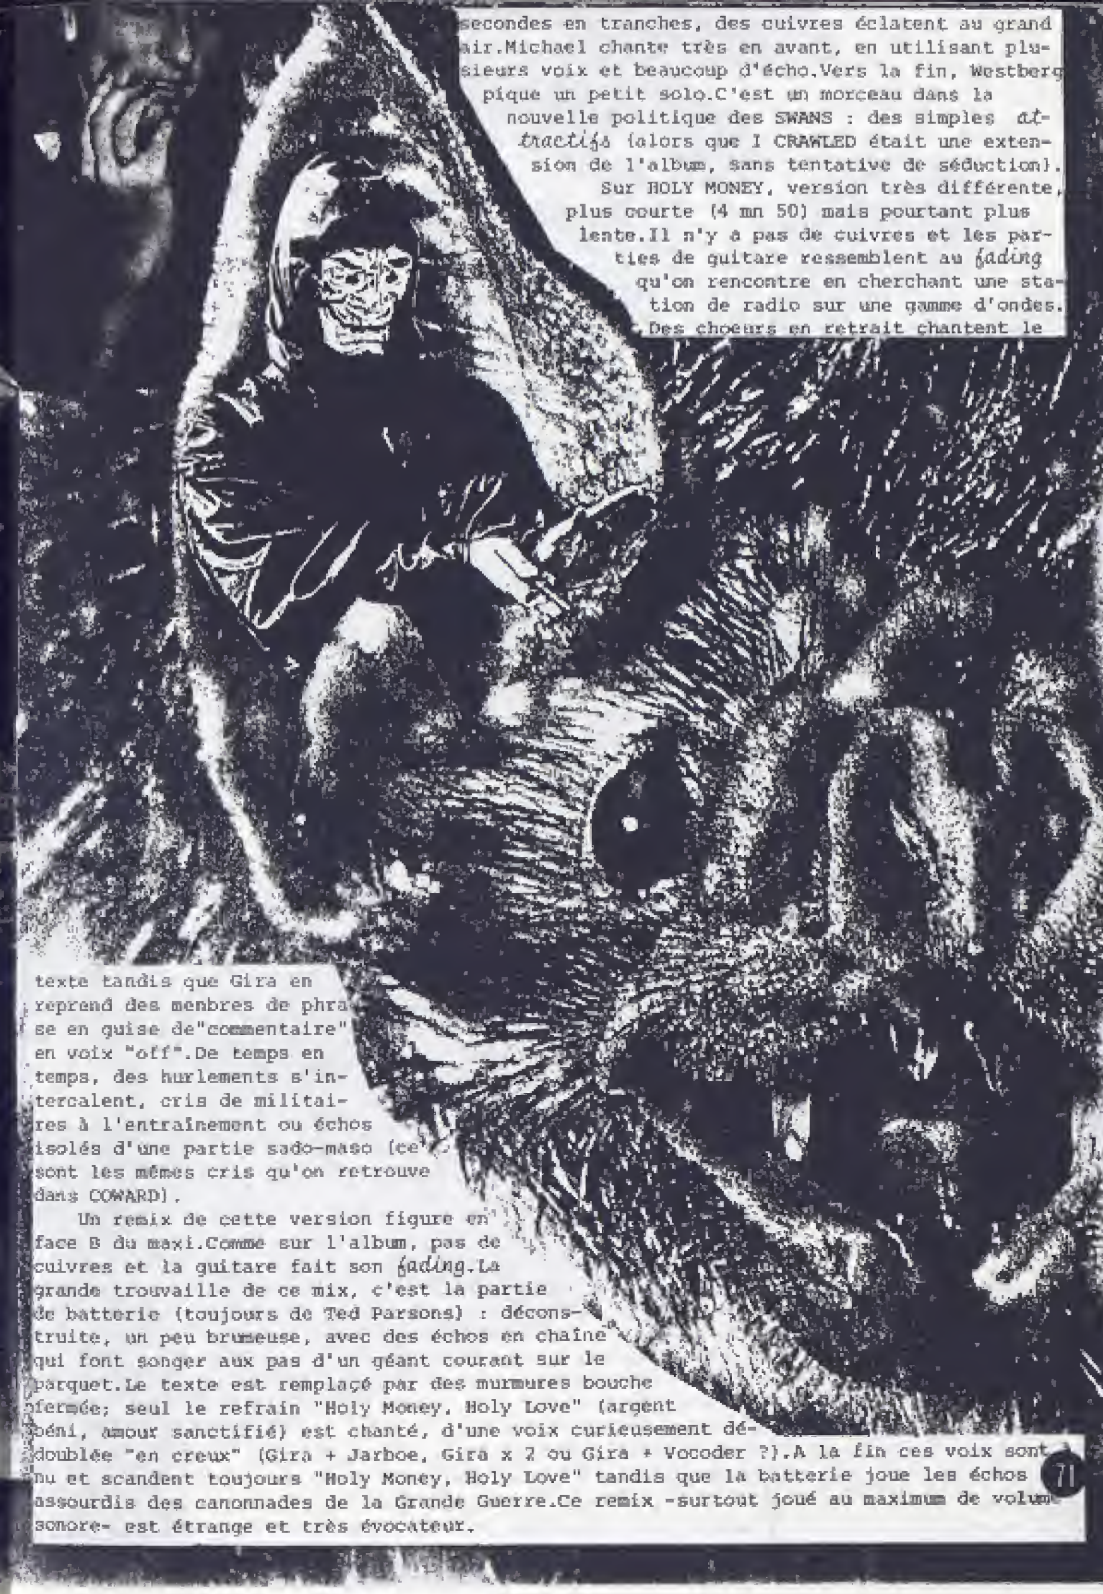 secondes en tranches, des cuivres éclatent au grand
air.Michael chante très en avant, en utilisant plu-
sieurs voix et beaucoup d'écho.Vers la fin, Westberg
pique un petit solo.C'est un morceau dans la
nouvelle politique des SWANS : des simples at-
tractifs (alors que I CRAWLED était une exten-
sion de l'album, sans tentative de séduction).
Sur HOLY MONEY, version très différente,
plus courte (4 mn 50) mais pourtant plus
lente.Il n'y a pas de cuivres et les par-
ties de guitare ressemblent au fading
qu'on rencontre en cherchant une sta-
tion de radio sur une gamme d'ondes.
Des choeurs en retrait chantent le
texte tandis que Gira en
reprend des menbres de phra
se en guise de"commentaire"
en voix "off".De temps en
temps, des hurlements s'in-
tercalent, cris de militai-
res à l'entraînement ou échos
isolés d'une partie sado-maso (ce
sont les mêmes cris qu'on retrouve
dans COWARD).
Un remix de cette version figure en
face B du maxi.Comme sur l'album, pas de
cuivres et la guitare fait son fading.La
grande trouvaille de ce mix, c'est la partie
de batterie (toujours de Ted Parsons) : décons-
truite, un peu brumeuse, avec des échos en chaîne
qui font songer aux pas d'un géant courant sur le
parquet.Le texte est remplaçé par des murmures bouche
fermée; seul le refrain "Holy Money, Holy Love" (argent
béni, amour sanctifié) est chanté, d'une voix curieusement dé-
doublée "en creux" (Gira + Jarboe, Gira x 2 ou Gira + Vocoder ?).A la fin ces voix sont à
nu et scandent toujours "Holy Money, Holy Love" tandis que la batterie joue les échos
assourdis des canonnades de la Grande Guerre.Ce remix -surtout joué au maximum de volume
sonore- est étrange et très évocateur.
71